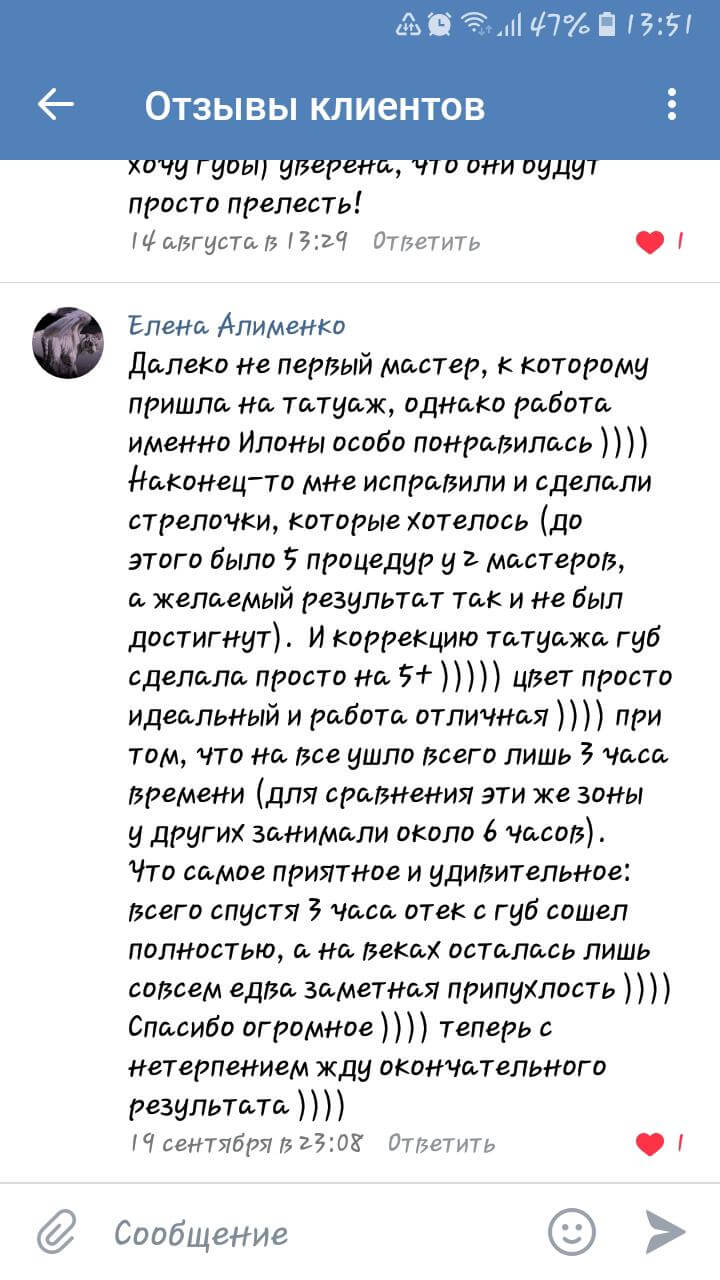 47% 13:51
Отзывы клиентов
хочу губы) уверена, что они будут
просто прелесть!
14 августа в 13:29 Ответить 1
Елена Алименко
Далеко не первый мастер, к которому
пришла на татуаж, однако работа
именно Илоны особо понравилась ))))
Наконец-то мне исправили и сделали
стрелочки, которые хотелось (до
этого было 5 процедур у 2 мастеров,
а желаемый результат так и не был
достигнут). И коррекцию татуажа губ
сделала просто на 5+ ))))) цвет просто
идеальный и работа отличная )))) при
том, что на все ушло всего лишь 3 часа
времени (для сравнения эти же зоны
у других занимали около 6 часов).
Что самое приятное и удивительное:
всего спустя 3 часа отек с губ сошел
полностью, а на веках осталась лишь
совсем едва заметная припухлость ))))
Спасибо огромное )))) теперь с
нетерпением жду окончательного
результата ))))
19 сентября в 23:08 Ответить 1
Сообщение